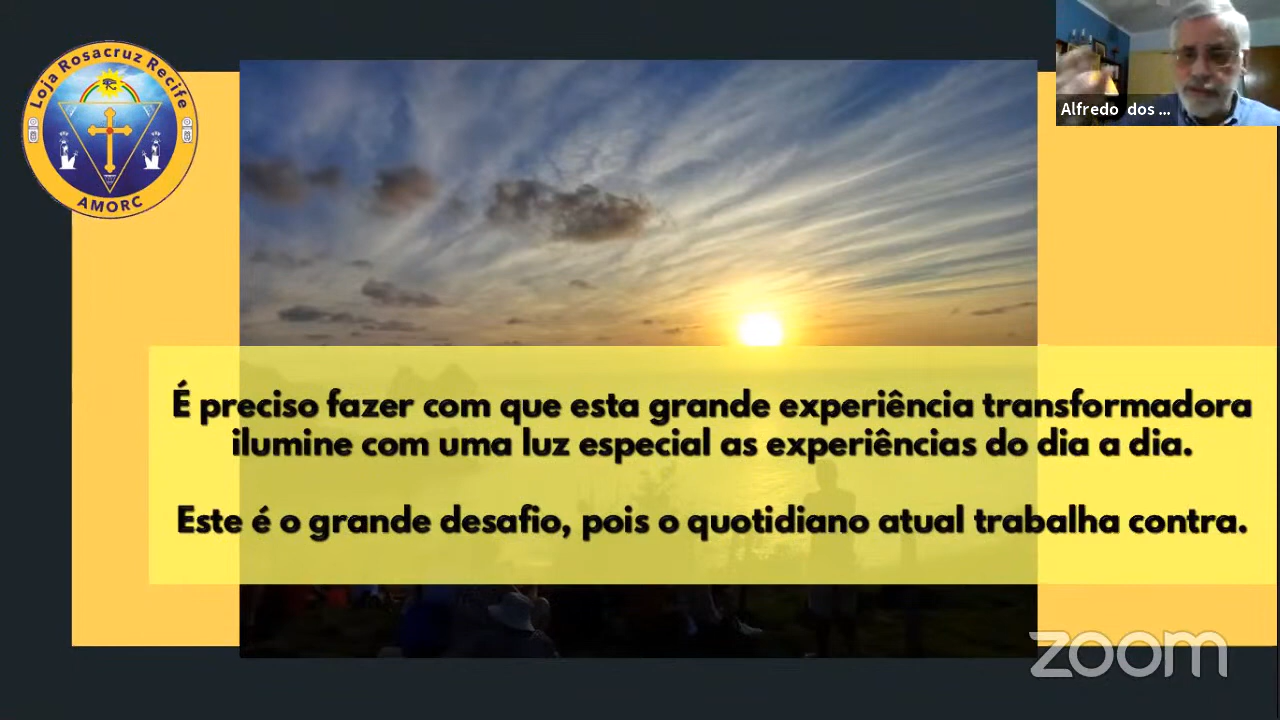 Loja Rosacruz Recife
AMORC
Alfredo dos ...
É preciso fazer com que esta grande experiência transformadora
ilumine com uma luz especial as experiências do dia a dia.
Este é o grande desafio, pois o quotidiano atual trabalha contra.
zoom